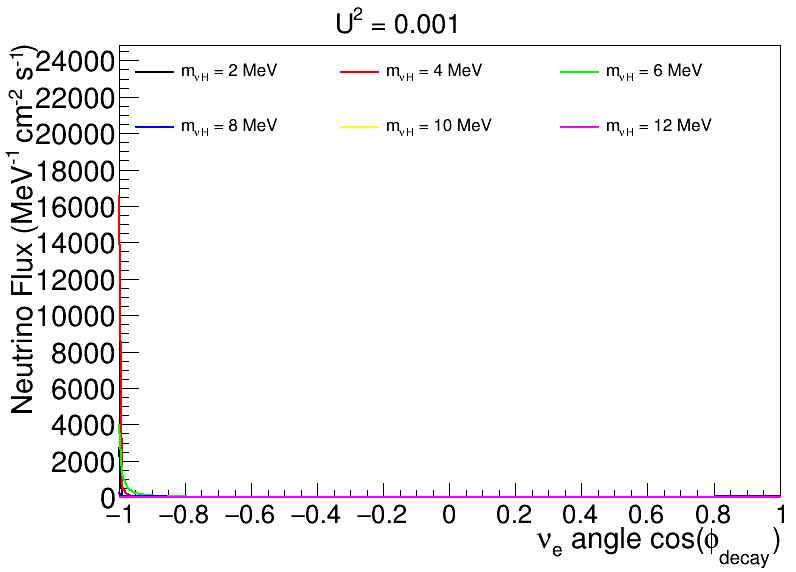 U² = 0.001
Neutrino Flux (MeV⁻¹ cm⁻² s⁻¹)
24000
22000
20000
18000
16000
14000
12000
10000
8000
6000
4000
2000
0
m_νH = 2 MeV m_νH = 4 MeV m_νH = 6 MeV
m_νH = 8 MeV m_νH = 10 MeV m_νH = 12 MeV
−1 −0.8 −0.6 −0.4 −0.2 0 0.2 0.4 0.6 0.8 1
ν_e angle cos(ϕ_decay)